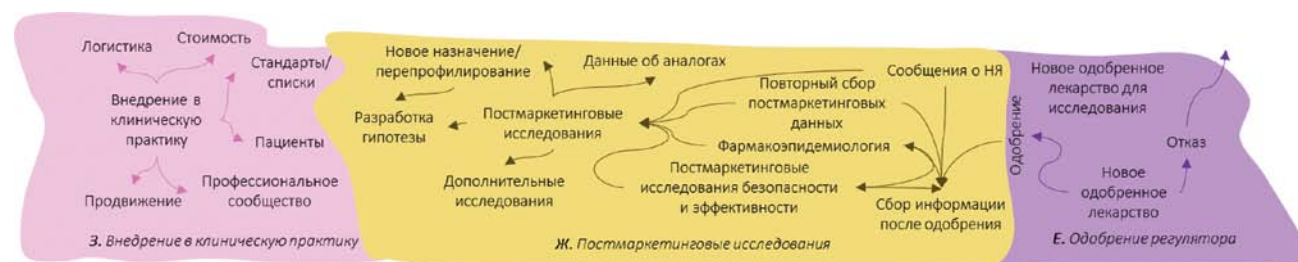 Логистика
Стоимость
Стандарты/
списки
Внедрение в
клиническую
практику
Пациенты
Продвижение
Профессиональное
сообщество
З. Внедрение в клиническую практику
Новое назначение/
перепрофилирование
Данные об аналогах
Разработка
гипотезы
Постмаркетинговые
исследования
Дополнительные
исследования
Сообщения о НЯ
Повторный сбор
постмаркетинговых
данных
Фармакоэпидемиология
Постмаркетинговые
исследования безопасности
и эффективности
Сбор информации
после одобрения
Ж. Постмаркетинговые исследования
Одобрение
Новое одобренное
лекарство для
исследования
Отказ
Новое
одобренное
лекарство
Е. Одобрение регулятора